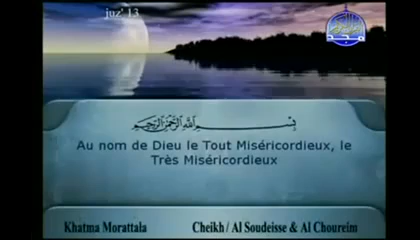 juz' 13
بسم الله الرحمن الرحيم
Au nom de Dieu le Tout Miséricordieux, le
Très Miséricordieux
Khatma Morattala Cheikh / Al Soudeisse & Al Choureim